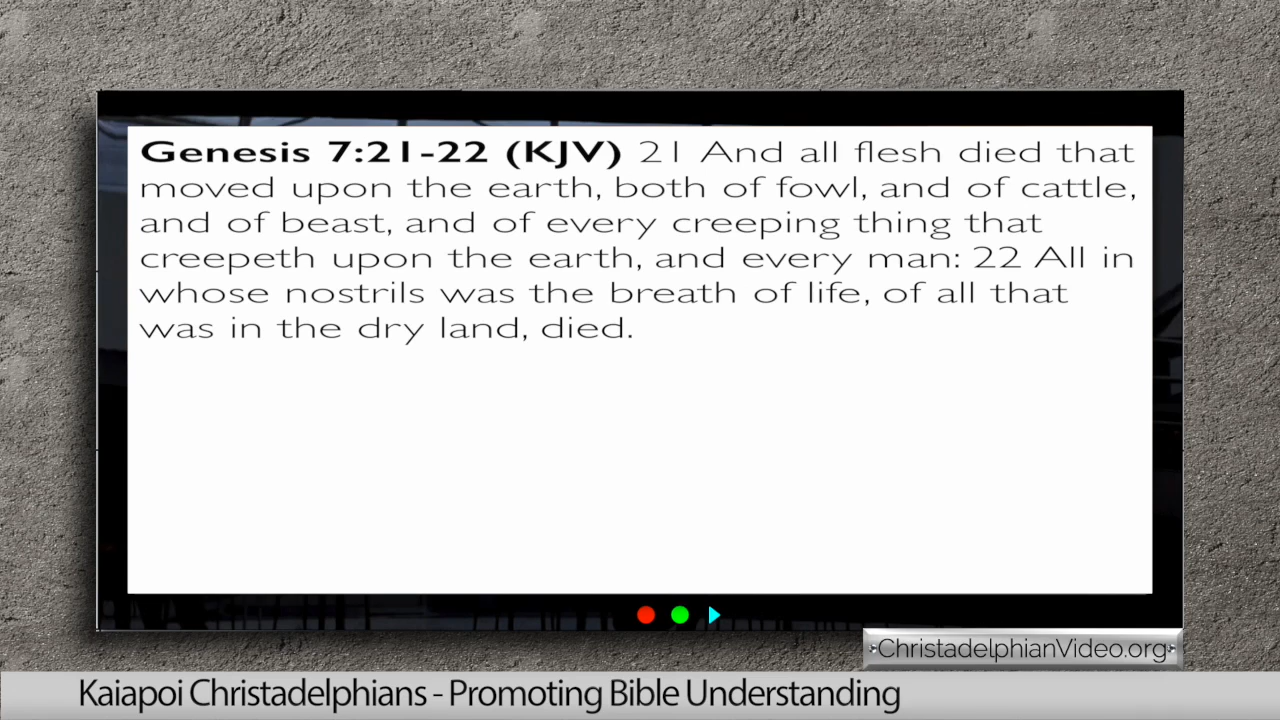 Genesis 7:21-22 (KJV) 21 And all flesh died that
moved upon the earth, both of fowl, and of cattle,
and of beast, and of every creeping thing that
creepeth upon the earth, and every man: 22 All in
whose nostrils was the breath of life, of all that
was in the dry land, died.
ChristadelphianVideo.org
Kaiapoi Christadelphians - Promoting Bible Understanding